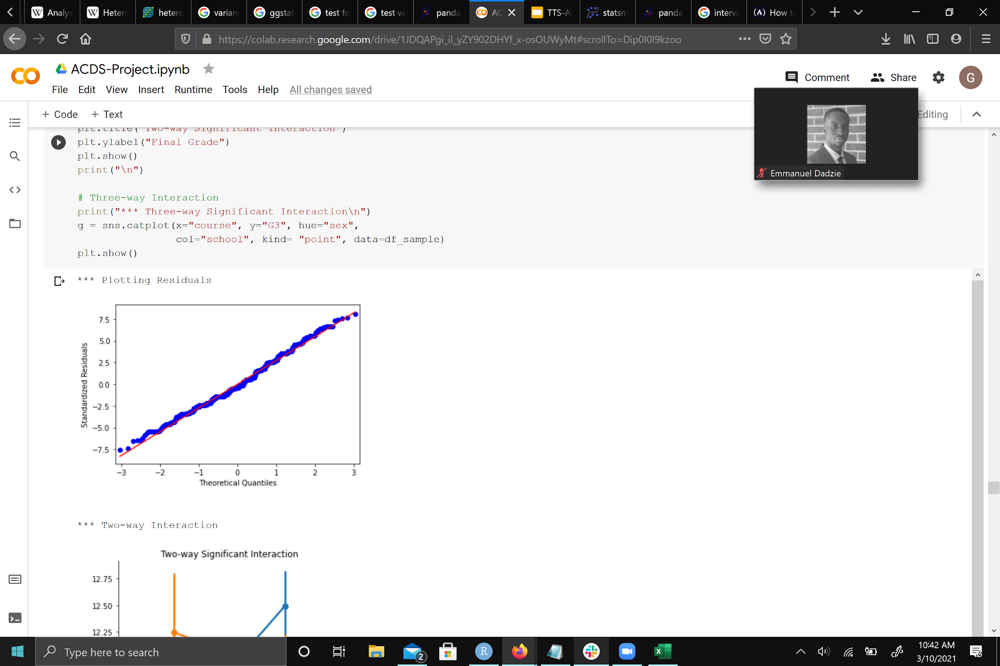 Analys
Heterc
hetero
varian
ggstat
test fo
test va
panda
AC
TTS-A
statsm
panda
interva
How t
https://colab.research.google.com/drive/1JDQAPgi_il_yZY902DHYf_x-osOUWyMt#scrollTo=Dip0I0I9kzoo
ACDS-Project.ipynb
Comment Share G
File Edit View Insert Runtime Tools Help All changes saved
+ Code + Text
Editing
plt.title("Two-way Significant Interaction")
plt.ylabel("Final Grade")
plt.show()
print("\n")
Emmanuel Dadzie
# Three-way Interaction
print("*** Three-way Significant Interaction\n")
g = sns.catplot(x="course", y="G3", hue="sex",
col="school", kind= "point", data=df_sample)
plt.show()
*** Plotting Residuals
7.5
5.0
2.5
0.0
−2.5
−5.0
−7.5
Standardized Residuals
−3 −2 −1 0 1 2 3
Theoretical Quantiles
*** Two-way Interaction
Two-way Significant Interaction
12.75
12.50
12.25
Type here to search
2
R
10:42 AM
3/10/2021